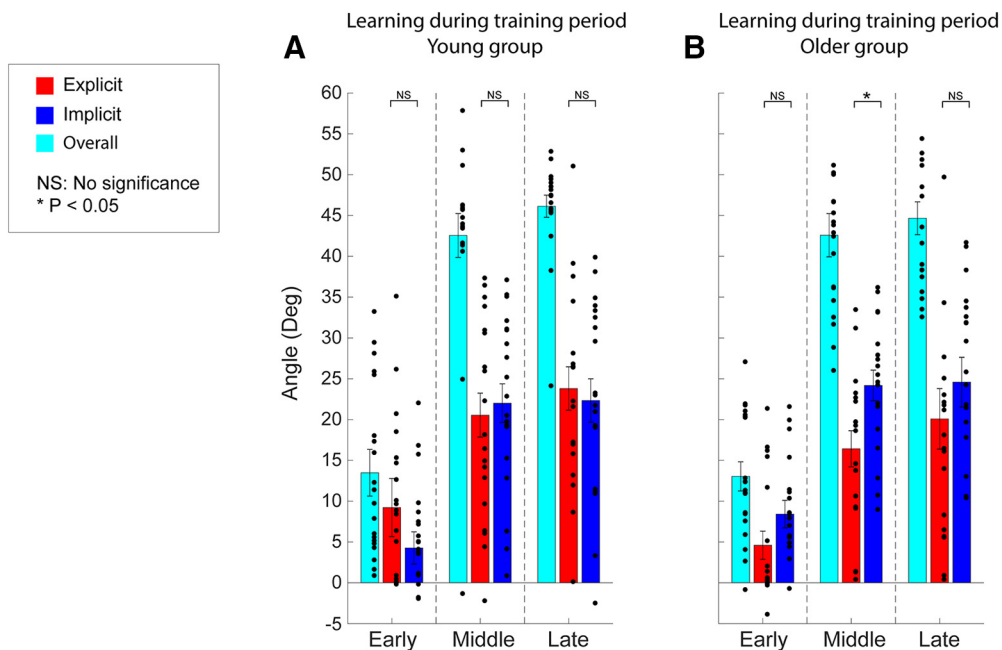 Learning during training period
Young group
Learning during training period
Older group
A
B
Explicit
Implicit
Overall
NS: No significance
* P < 0.05
Angle (Deg)
60
55
50
45
40
35
30
25
20
15
10
5
0
-5
NS
NS
NS
NS
*
NS
Early
Middle
Late
Early
Middle
Late